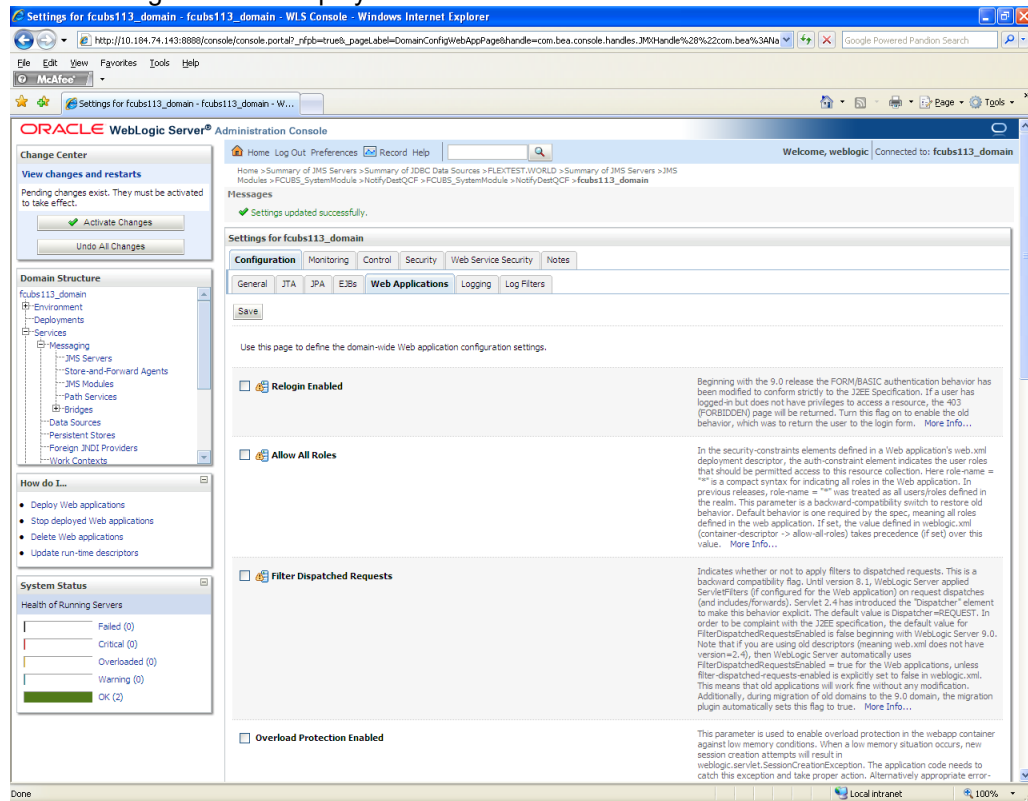 Settings for fcubs113_domain - fcubs113_domain - WLS Console - Windows Internet Explorer
http://10.184.74.143:8888/console/console.portal?_nfpb=true&_pageLabel=DomainConfigWebAppPage&handle=com.bea.console.handles.JMXHandle%28%22com.bea%3ANa
Google Powered Pandion Search
File Edit View Favorites Tools Help
McAfee
Settings for fcubs113_domain - fcubs113_domain - W...
Page Tools
ORACLE WebLogic Server® Administration Console
Change Center
View changes and restarts
Pending changes exist. They must be activated
to take effect.
Activate Changes
Undo All Changes
Domain Structure
fcubs113_domain
Environment
Deployments
Services
Messaging
JMS Servers
Store-and-Forward Agents
JMS Modules
Path Services
Bridges
Data Sources
Persistent Stores
Foreign JNDI Providers
Work Contexts
How do I...
Deploy Web applications
Stop deployed Web applications
Delete Web applications
Update run-time descriptors
System Status
Health of Running Servers
Failed (0)
Critical (0)
Overloaded (0)
Warning (0)
OK (2)
Home Log Out Preferences Record Help
Welcome, weblogic Connected to: fcubs113_domain
Home >Summary of JMS Servers >Summary of JDBC Data Sources >FLEXTEST.WORLD >Summary of JMS Servers >JMS
Modules >FCUBS_SystemModule >NotifyDestQCF >FCUBS_SystemModule >NotifyDestQCF >fcubs113_domain
Messages
Settings updated successfully.
Settings for fcubs113_domain
Configuration Monitoring Control Security Web Service Security Notes
General JTA JPA EJBs Web Applications Logging Log Filters
Save
Use this page to define the domain-wide Web application configuration settings.
Relogin Enabled
Beginning with the 9.0 release the FORM/BASIC authentication behavior has
been modified to conform strictly to the J2EE Specification. If a user has
logged-in but does not have privileges to access a resource, the 403
(FORBIDDEN) page will be returned. Turn this flag on to enable the old
behavior, which was to return the user to the login form. More Info...
Allow All Roles
In the security-constraints elements defined in a Web application's web.xml
deployment descriptor, the auth-constraint element indicates the user roles
that should be permitted access to this resource collection. Here role-name =
"*" is a compact syntax for indicating all roles in the Web application. In
previous releases, role-name = "*" was treated as all users/roles defined in
the realm. This parameter is a backward-compatibility switch to restore old
behavior. Default behavior is one required by the spec, meaning all roles
defined in the web application. If set, the value defined in weblogic.xml
(container-descriptor -> allow-all-roles) takes precedence (if set) over this
value. More Info...
Filter Dispatched Requests
Indicates whether or not to apply filters to dispatched requests. This is a
backward compatibility flag. Until version 8.1, WebLogic Server applied
ServletFilters (if configured for the Web application) on request dispatches
(and includes/forwards). Servlet 2.4 has introduced the "Dispatcher" element
to make this behavior explicit. The default value is Dispatcher=REQUEST. In
order to be complaint with the J2EE specification, the default value for
FilterDispatchedRequestsEnabled is false beginning with WebLogic Server 9.0.
Note that if you are using old descriptors (meaning web.xml does not have
version=2.4), then WebLogic Server automatically uses
FilterDispatchedRequestsEnabled = true for the Web applications, unless
filter-dispatched-requests-enabled is explicitly set to false in weblogic.xml.
This means that old applications will work fine without any modification.
Additionally, during migration of old domains to the 9.0 domain, the migration
plugin automatically sets this flag to true. More Info...
Overload Protection Enabled
This parameter is used to enable overload protection in the webapp container
against low memory conditions. When a low memory situation occurs, new
session creation attempts will result in
weblogic.servlet.SessionCreationException. The application code needs to
catch this exception and take proper action. Alternatively appropriate error-
Done
Local intranet
100%